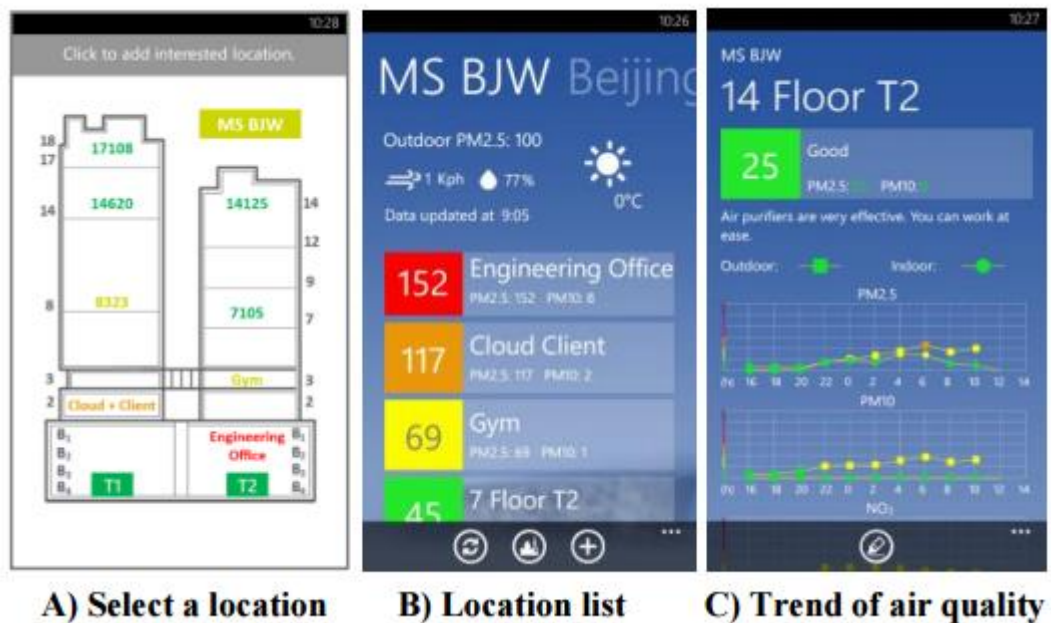 10:28
Click to add interested location.
MS BJW
18
17
17108
14
14620
14125
14
12
9
8
8323
7105
7
3
Gym
3
2
Cloud + Client
2
B1
B2
B3
B4
Engineering
Office
B1
B2
B3
B4
T1
T2
A) Select a location
10:26
MS BJW Beijing
Outdoor PM2.5: 100
1 Kph 77%
0°C
Data updated at 9:05
152
Engineering Office
PM2.5: 152 PM10: 8
117
Cloud Client
PM2.5: 117 PM10: 2
69
Gym
PM2.5: 69 PM10: 1
45
7 Floor T2
B) Location list
10:27
MS BJW
14 Floor T2
25
Good
PM2.5: PM10:
Air purifiers are very effective. You can work at
ease.
Outdoor: Indoor:
PM2.5
16 18 20 22 0 2 4 6 8 10 12 14
PM10
16 18 20 22 0 2 4 6 8 10 12 14
NO2
C) Trend of air quality